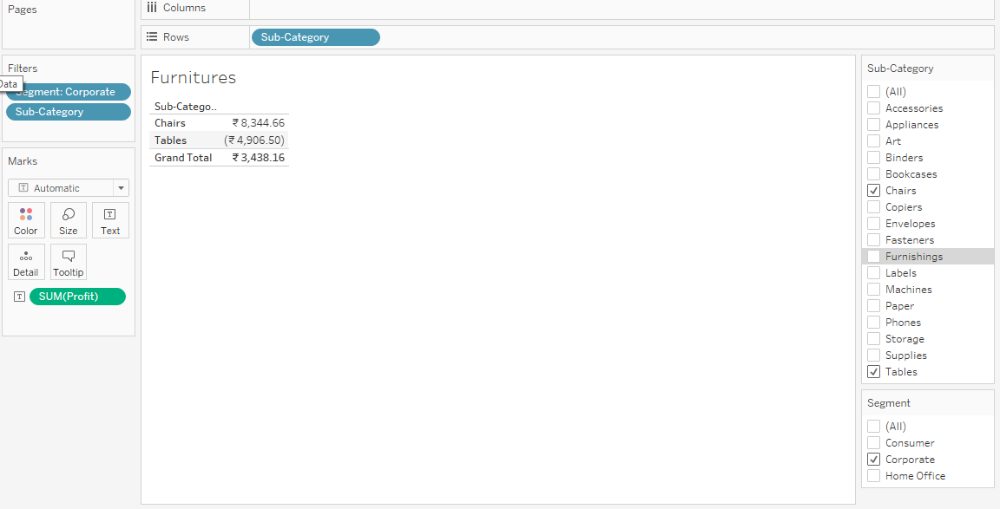 Pages
Columns
Rows
Sub-Category
Filters
Data
Segment: Corporate
Sub-Category
Marks
Automatic
Color Size Text
Detail Tooltip
SUM(Profit)
Furnitures
Sub-Catego..
Chairs ₹ 8,344.66
Tables (₹ 4,906.50)
Grand Total ₹ 3,438.16
Sub-Category
(All)
Accessories
Appliances
Art
Binders
Bookcases
Chairs
Copiers
Envelopes
Fasteners
Furnishings
Labels
Machines
Paper
Phones
Storage
Supplies
Tables
Segment
(All)
Consumer
Corporate
Home Office